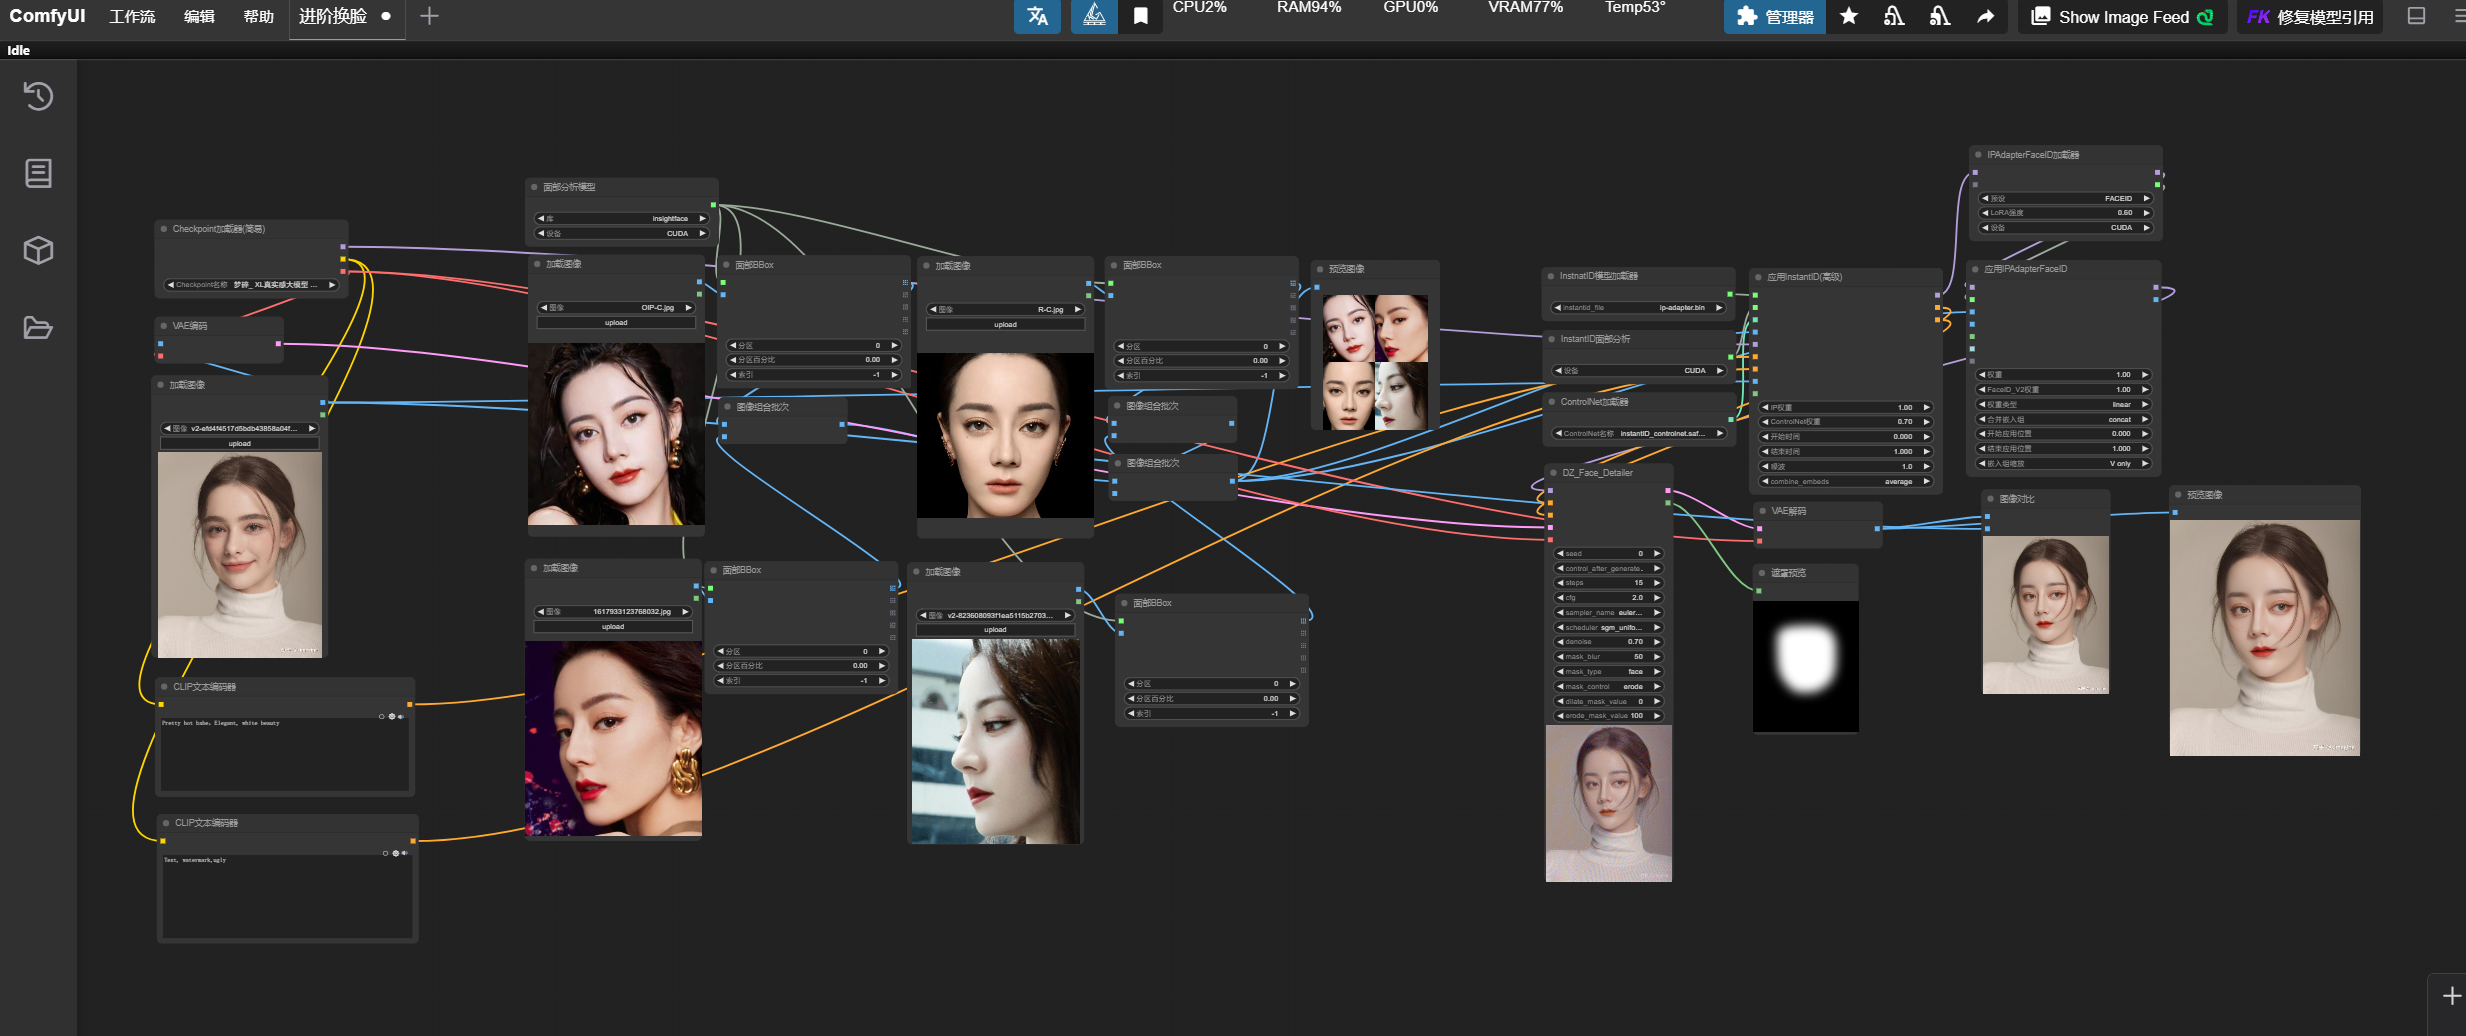 ComfyUI 工作流 编辑 帮助 进阶换脸
CPU2% RAM94% GPU0% VRAM77% Temp53°
管理器 Show Image Feed FK 修复模型引用
Idle
Checkpoint加载器(简易)
Checkpoint名称 梦碎_XL真实感大模型 ...
VAE编码
加载图像
图像 v2-efd4f4517d5bdb43858a04f...
upload
CLIP文本编码器
Pretty hot babe. Elegant, white beauty
CLIP文本编码器
Text, watermark,ugly
面部分析模型
库 insightface
设备 CUDA
加载图像
图像 OIP-C.jpg
upload
面部BBox
分区 0
分区百分比 0.00
索引 -1
图像组合批次
加载图像
图像 R-C.jpg
upload
面部BBox
分区 0
分区百分比 0.00
索引 -1
图像组合批次
图像组合批次
预览图像
加载图像
图像 1617933123768032.jpg
upload
面部BBox
分区 0
分区百分比 0.00
索引 -1
加载图像
图像 v2-823608093f1ea5115b2703...
upload
面部BBox
分区 0
分区百分比 0.00
索引 -1
InstnatID模型加载器
instantid_file ip-adapter.bin
InstantID面部分析
设备 CUDA
ControlNet加载器
ControlNet名称 instantID_controlnet.saf...
DZ_Face_Detailer
seed 0
control_after_generate.
steps 15
cfg 2.0
sampler_name euler...
scheduler sgm_unifo...
denoise 0.70
mask_blur 50
mask_type face
mask_control erode
dilate_mask_value 0
erode_mask_value 100
应用InstantID(高级)
IP权重 1.00
ControlNet权重 0.70
开始时间 0.000
结束时间 1.000
噪波 1.0
combine_embeds average
VAE解码
遮罩预览
IPAdapterFaceID加载器
预设 FACEID
LoRA强度 0.60
设备 CUDA
应用IPAdapterFaceID
权重 1.00
FaceID_V2权重 1.00
权重类型 linear
合并嵌入组 concat
开始应用位置 0.000
结束应用位置 1.000
嵌入组缩放 V only
图像对比
预览图像